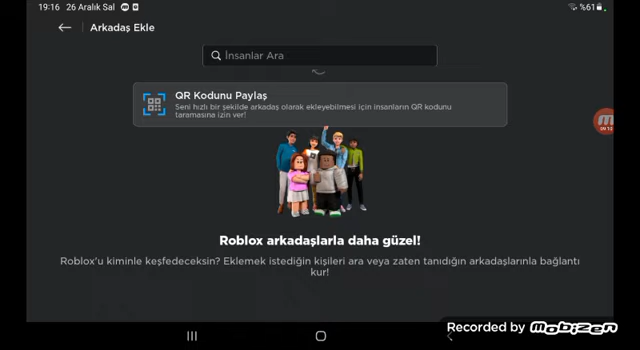 19:16 26 Aralık Sal
%61
Arkadaş Ekle
İnsanlar Ara
QR Kodunu Paylaş
Seni hızlı bir şekilde arkadaş olarak ekleyebilmesi için insanların QR kodunu
taramasına izin ver!
Roblox arkadaşlarla daha güzel!
Roblox'u kiminle keşfedeceksin? Eklemek istediğin kişileri ara veya zaten tanıdığın arkadaşlarınla bağlantı
kur!
Recorded by Mobizen